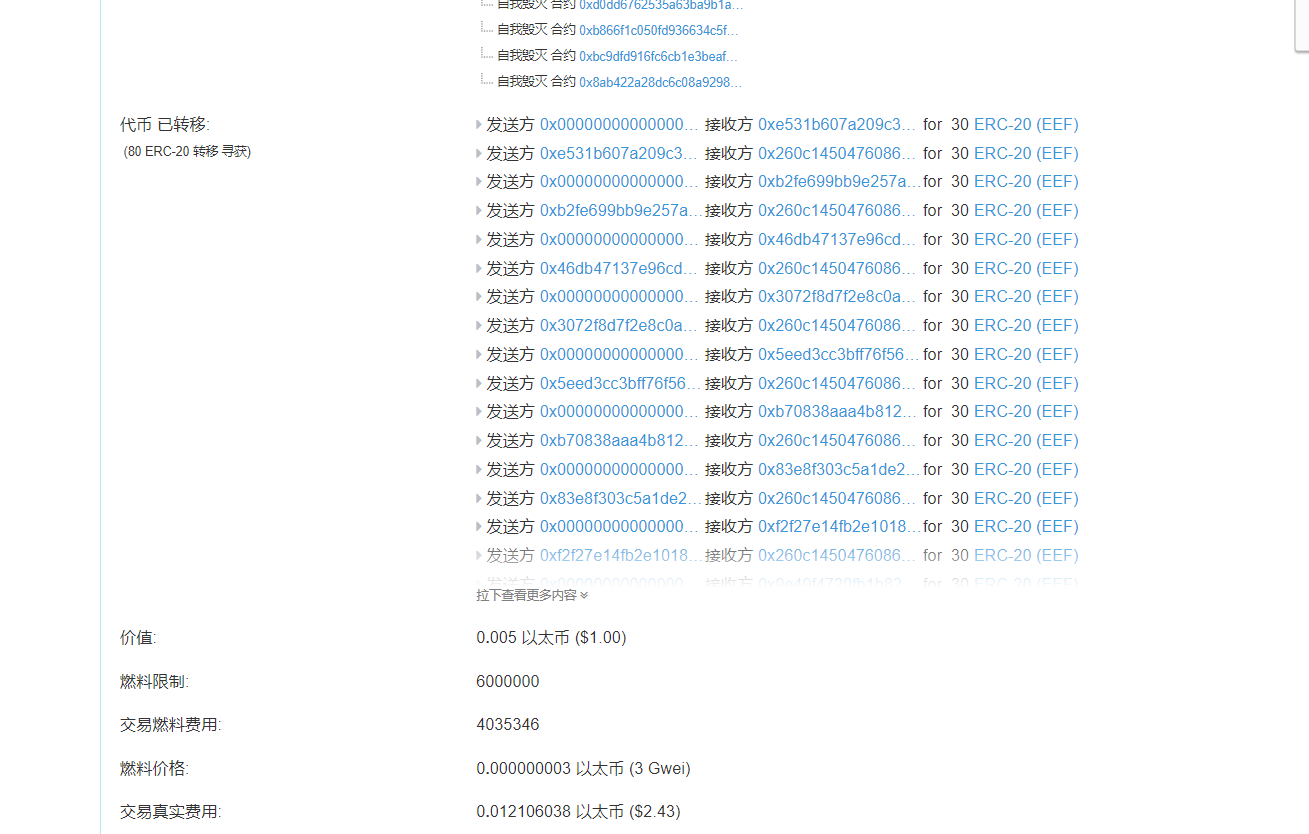 自我毁灭 合约 0xd0dd6762535a63ba9b1a...
自我毁灭 合约 0xb866f1c050fd936634c5f...
自我毁灭 合约 0xbc9dfd916fc6cb1e3beaf...
自我毁灭 合约 0x8ab422a28dc6c08a9298...
代币 已转移:
(80 ERC-20 转移 寻获)
发送方 0x00000000000000... 接收方 0xe531b607a209c3... for 30 ERC-20 (EEF)
发送方 0xe531b607a209c3... 接收方 0x260c1450476086... for 30 ERC-20 (EEF)
发送方 0x00000000000000... 接收方 0xb2fe699bb9e257a... for 30 ERC-20 (EEF)
发送方 0xb2fe699bb9e257a... 接收方 0x260c1450476086... for 30 ERC-20 (EEF)
发送方 0x00000000000000... 接收方 0x46db47137e96cd... for 30 ERC-20 (EEF)
发送方 0x46db47137e96cd... 接收方 0x260c1450476086... for 30 ERC-20 (EEF)
发送方 0x00000000000000... 接收方 0x3072f8d7f2e8c0a... for 30 ERC-20 (EEF)
发送方 0x3072f8d7f2e8c0a... 接收方 0x260c1450476086... for 30 ERC-20 (EEF)
发送方 0x00000000000000... 接收方 0x5eed3cc3bff76f56... for 30 ERC-20 (EEF)
发送方 0x5eed3cc3bff76f56... 接收方 0x260c1450476086... for 30 ERC-20 (EEF)
发送方 0x00000000000000... 接收方 0xb70838aaa4b812... for 30 ERC-20 (EEF)
发送方 0xb70838aaa4b812... 接收方 0x260c1450476086... for 30 ERC-20 (EEF)
发送方 0x00000000000000... 接收方 0x83e8f303c5a1de2... for 30 ERC-20 (EEF)
发送方 0x83e8f303c5a1de2... 接收方 0x260c1450476086... for 30 ERC-20 (EEF)
发送方 0x00000000000000... 接收方 0xf2f27e14fb2e1018... for 30 ERC-20 (EEF)
发送方 0xf2f27e14fb2e1018... 接收方 0x260c1450476086... for 30 ERC-20 (EEF)
发送方 0x00000000000000... 接收方 for 30 ERC-20 (EEF)
拉下查看更多内容
价值: 0.005 以太币 ($1.00)
燃料限制: 6000000
交易燃料费用: 4035346
燃料价格: 0.000000003 以太币 (3 Gwei)
交易真实费用: 0.012106038 以太币 ($2.43)